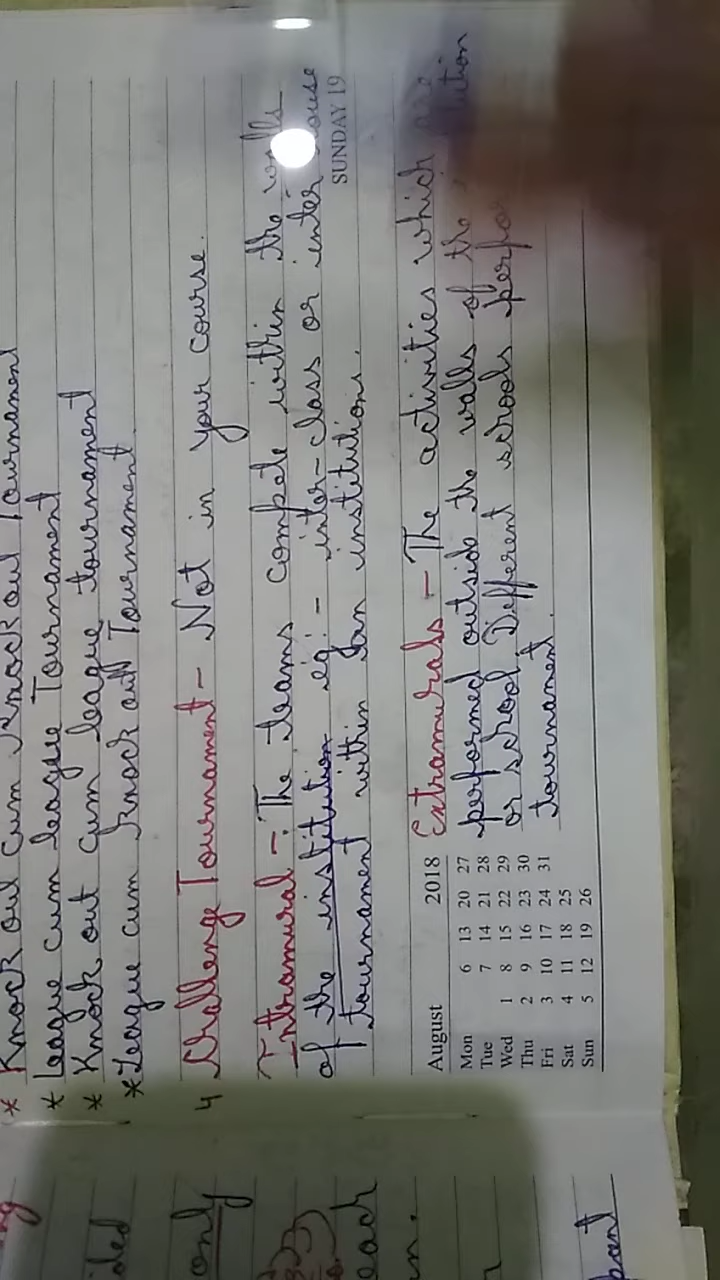 * Knock out cum Knock out Tournament
* League cum league Tournament
* Knock out cum league tournament
* League cum knock out Tournament.
4 Challenge Tournament - Not in your course.
Intramural -: The teams compete within the walls
of the institution eg:- inter-class or inter house
tournament within an institutions.
SUNDAY 19
Extramurals - The activities which are
performed outside the walls of the
or school. Different schools
tournament.
August 2018
Mon 6 13 20 27
Tue 7 14 21 28
Wed 1 8 15 22 29
Thu 2 9 16 23 30
Fri 3 10 17 24 31
Sat 4 11 18 25
Sun 5 12 19 26
only
each